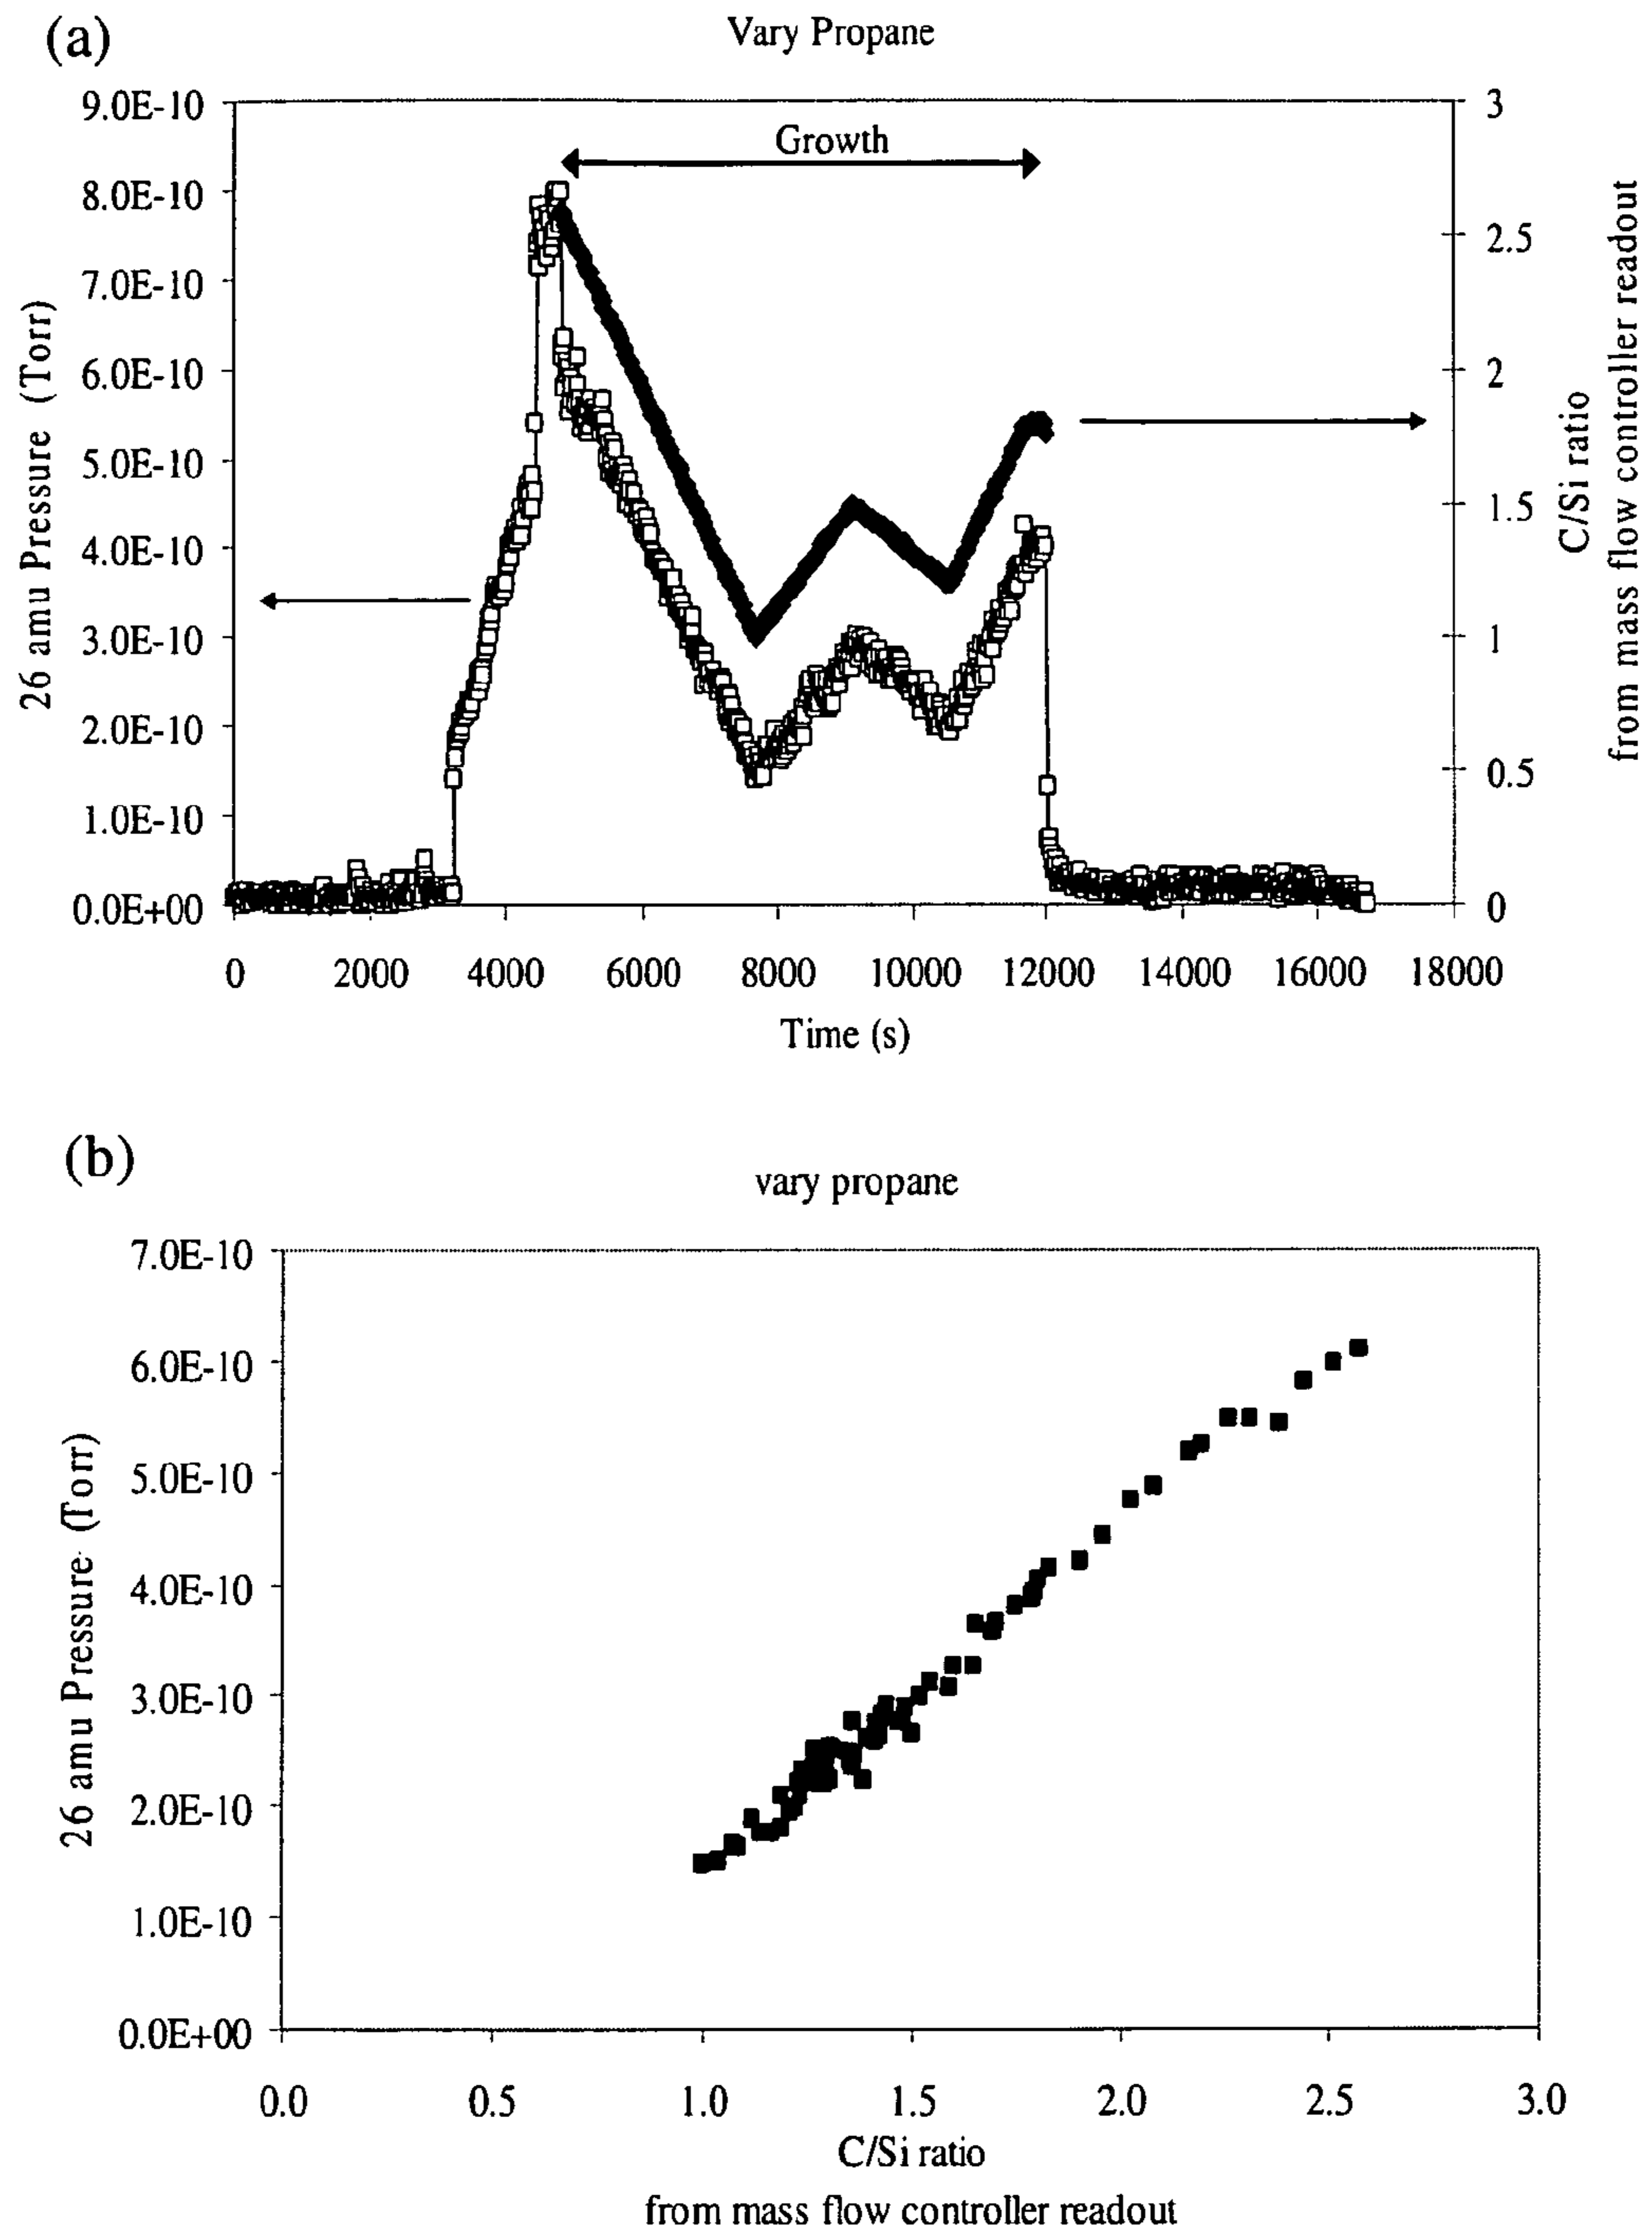 (a)
Vary Propane
9.0E-10
8.0E-10
7.0E-10
6.0E-10
5.0E-10
4.0E-10
3.0E-10
2.0E-10
1.0E-10
0.0E+00
26 amu Pressure (Torr)
Growth
3
2.5
2
1.5
1
0.5
0
C/Si ratio
from mass flow controller readout
0 2000 4000 6000 8000 10000 12000 14000 16000 18000
Time (s)
(b)
vary propane
7.0E-10
6.0E-10
5.0E-10
4.0E-10
3.0E-10
2.0E-10
1.0E-10
0.0E+00
26 amu Pressure (Torr)
0.0 0.5 1.0 1.5 2.0 2.5 3.0
C/Si ratio
from mass flow controller readout